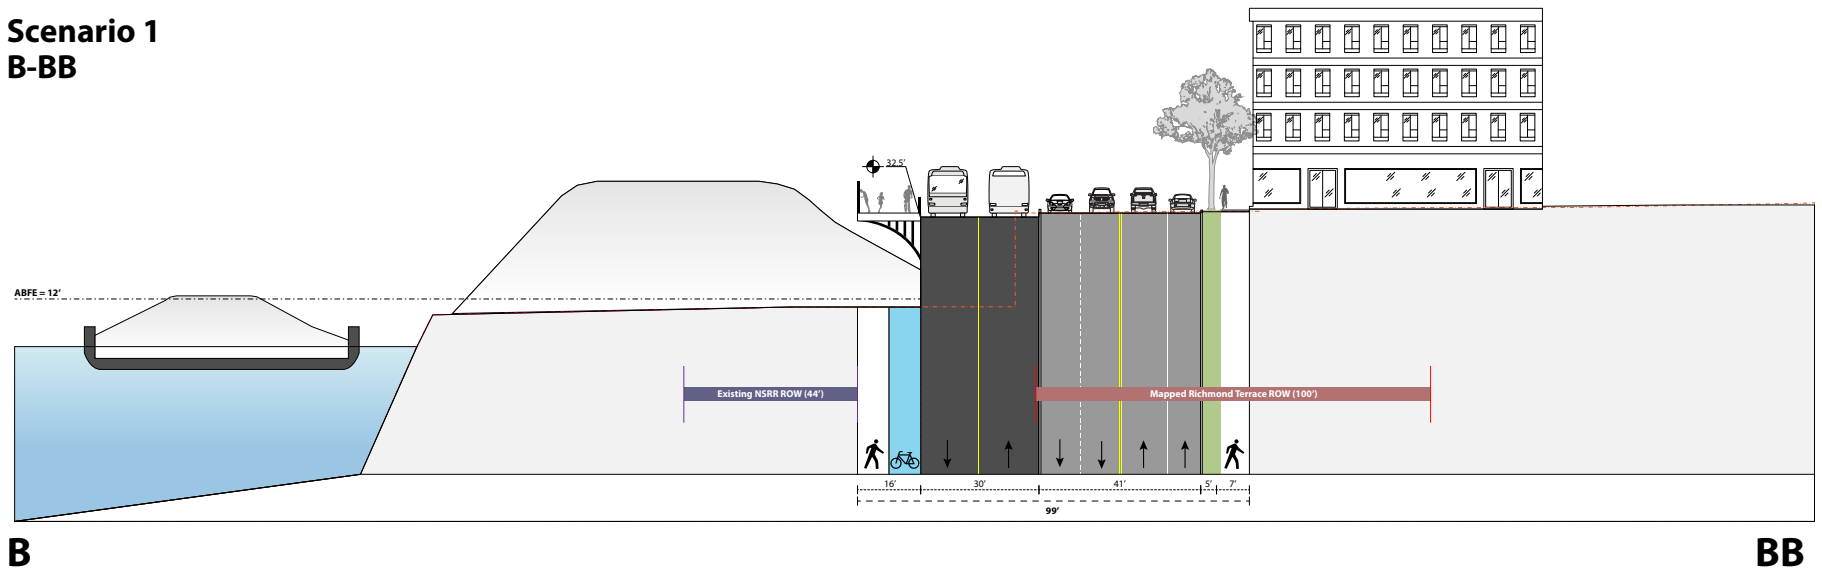 Scenario 1
B-BB
32.5'
ABFE = 12'
Existing NSRR ROW (44')
Mapped Richmond Terrace ROW (100')
16'
30'
41'
5'
7'
99'
B
BB